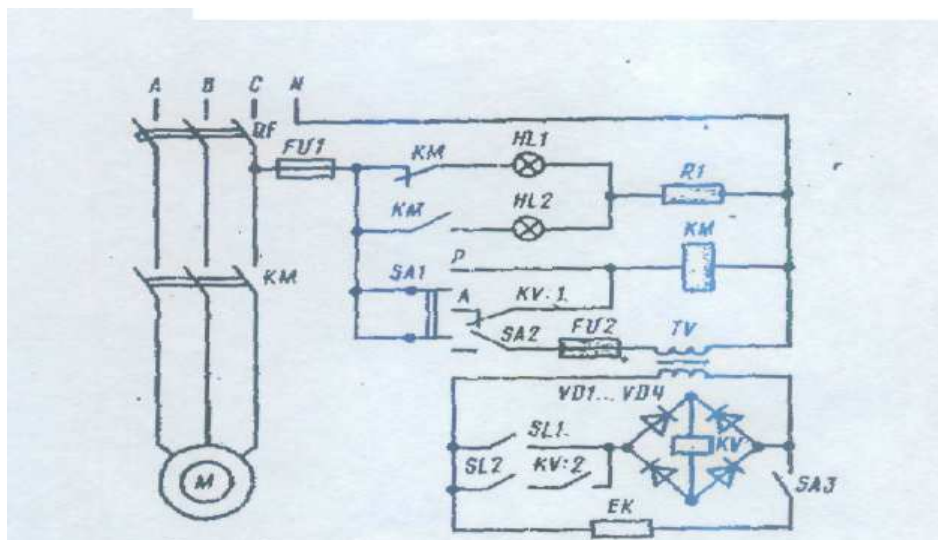 A B C N
QF
FU1
KM
HL1
R1
KM
HL2
KM
SA1
P
A
KV:1
KM
SA2
FU2
TV
VD1...VD4
SL1
KV
SL2
KV:2
SA3
EK
M